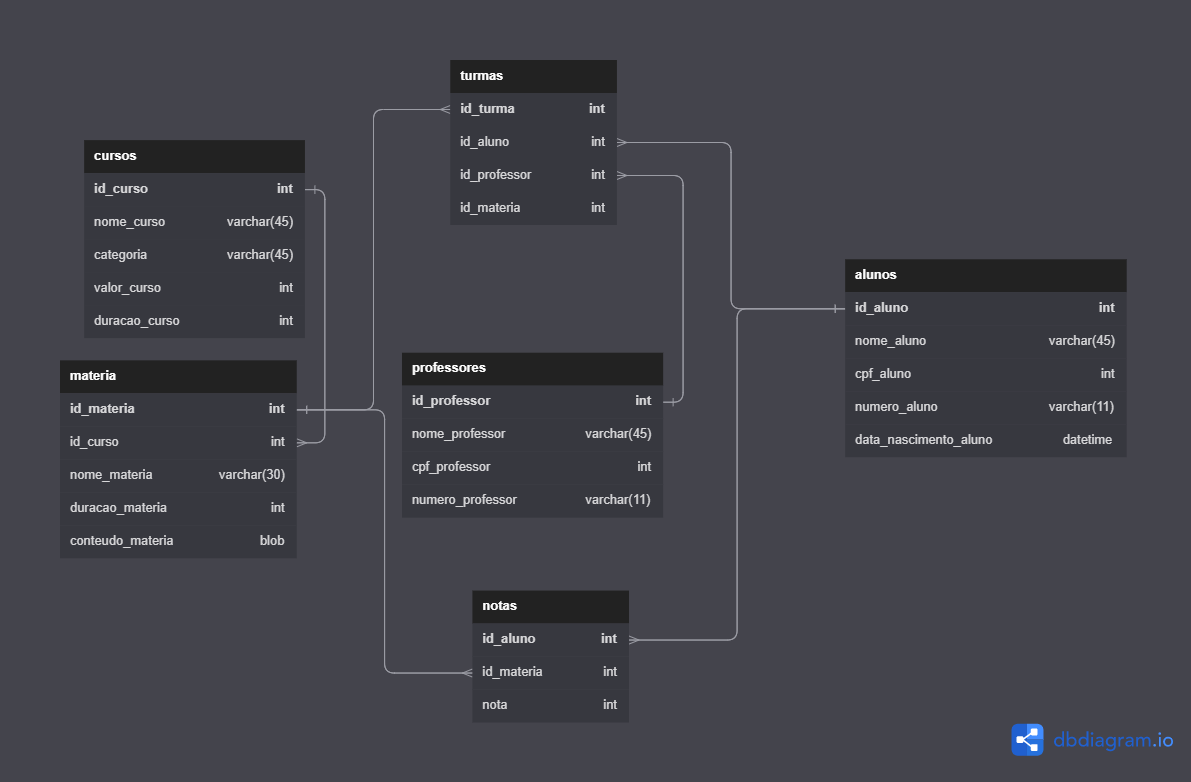 turmas
id_turma int
id_aluno int
id_professor int
id_materia int
cursos
id_curso int
nome_curso varchar(45)
categoria varchar(45)
valor_curso int
duracao_curso int
alunos
id_aluno int
nome_aluno varchar(45)
cpf_aluno int
numero_aluno varchar(11)
data_nascimento_aluno datetime
materia
id_materia int
id_curso int
nome_materia varchar(30)
duracao_materia int
conteudo_materia blob
professores
id_professor int
nome_professor varchar(45)
cpf_professor int
numero_professor varchar(11)
notas
id_aluno int
id_materia int
nota int
dbdiagram.io